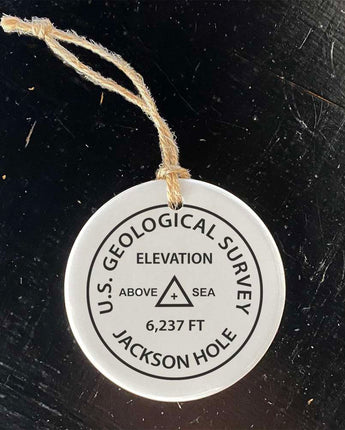 U.S. GEOLOGICAL SURVEY
ELEVATION
ABOVE + SEA
6,237 FT
JACKSON HOLE